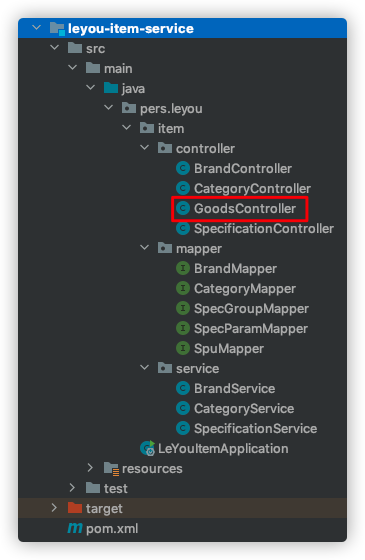 leyou-item-service
src
main
java
pers.leyou
item
controller
BrandController
CategoryController
GoodsController
SpecificationController
mapper
BrandMapper
CategoryMapper
SpecGroupMapper
SpecParamMapper
SpuMapper
service
BrandService
CategoryService
SpecificationService
LeYouItemApplication
resources
test
target
pom.xml